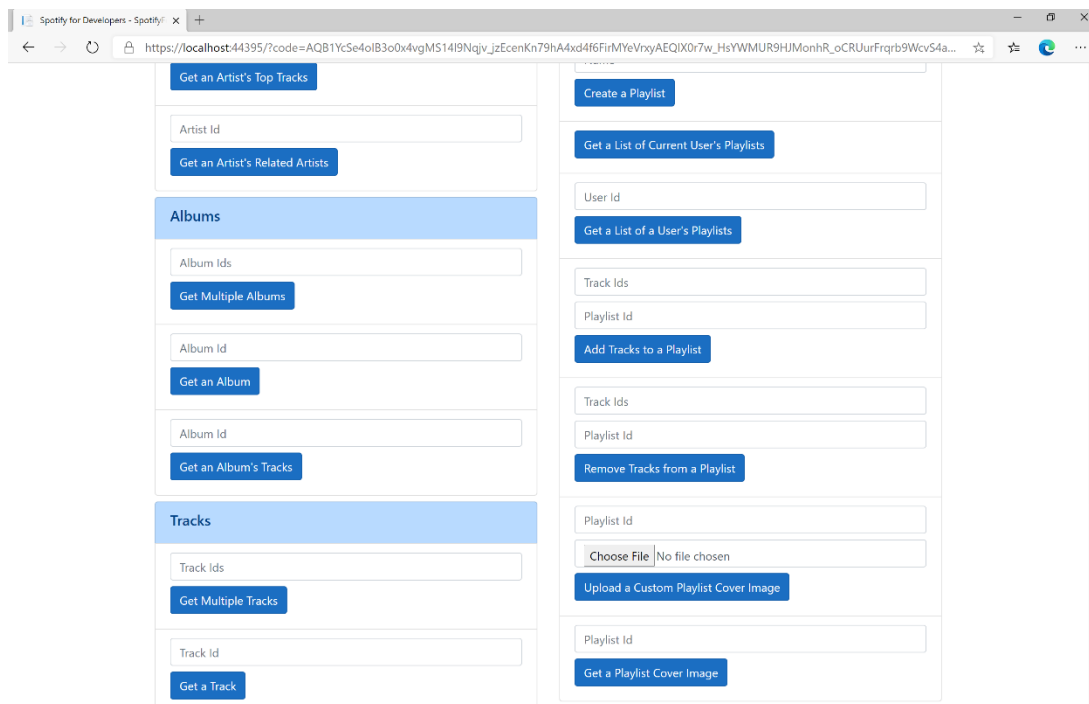 Spotify for Developers - Spotify
https://localhost:44395/?code=AQB1YcSe4olB3o0x4vgMS14l9Nqjv_jzEcenKn79hA4xd4f6FirMYeVrxyAEQIX0r7w_HsYWMUR9HJMonhR_oCRUurFrqrb9WcvS4a...
Get an Artist's Top Tracks
Artist Id
Get an Artist's Related Artists
Albums
Album Ids
Get Multiple Albums
Album Id
Get an Album
Album Id
Get an Album's Tracks
Tracks
Track Ids
Get Multiple Tracks
Track Id
Get a Track
Create a Playlist
Get a List of Current User's Playlists
User Id
Get a List of a User's Playlists
Track Ids
Playlist Id
Add Tracks to a Playlist
Track Ids
Playlist Id
Remove Tracks from a Playlist
Playlist Id
Choose File No file chosen
Upload a Custom Playlist Cover Image
Playlist Id
Get a Playlist Cover Image